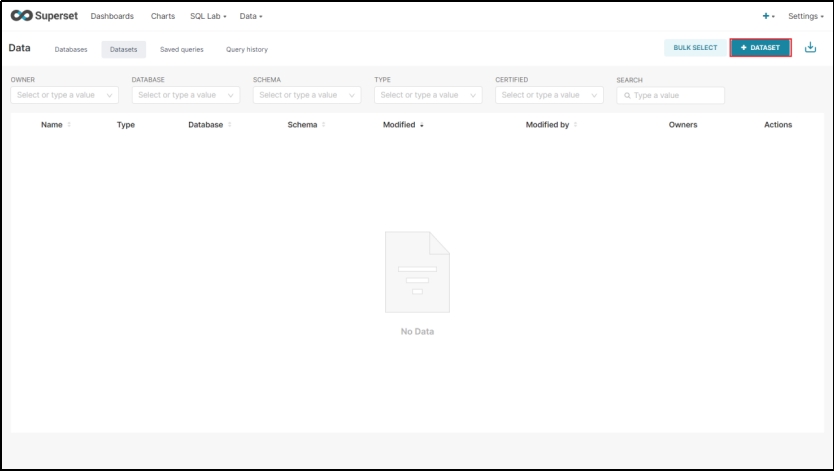 Superset Dashboards Charts SQL Lab Data + Settings
Data Databases Datasets Saved queries Query history BULK SELECT + DATASET
OWNER DATABASE SCHEMA TYPE CERTIFIED SEARCH
Select or type a value Select or type a value Select or type a value Select or type a value Select or type a value Type a value
Name Type Database Schema Modified Modified by Owners Actions
No Data